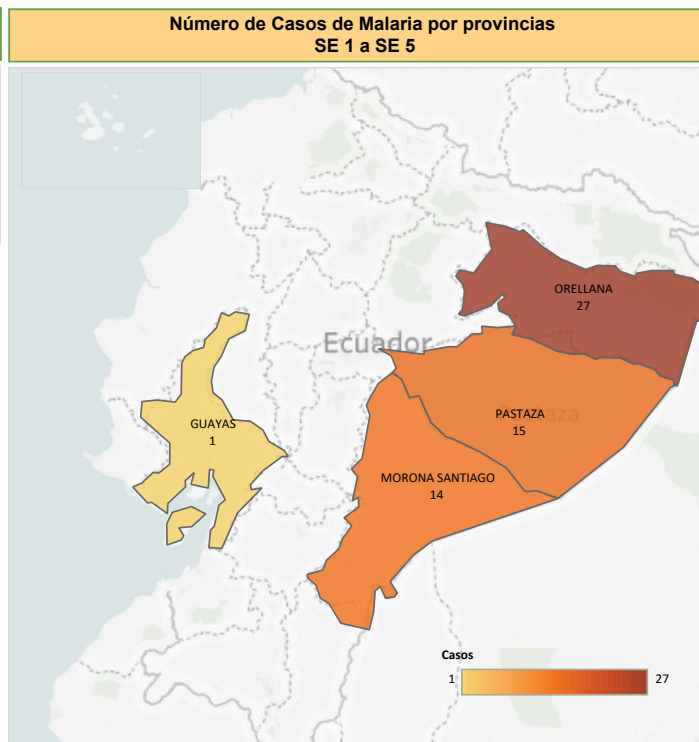 Número de Casos de Malaria por provincias
SE 1 a SE 5
ORELLANA
27
Ecuador
GUAYAS
1
PASTAZA
15
MORONA SANTIAGO
14
Casos
1
27